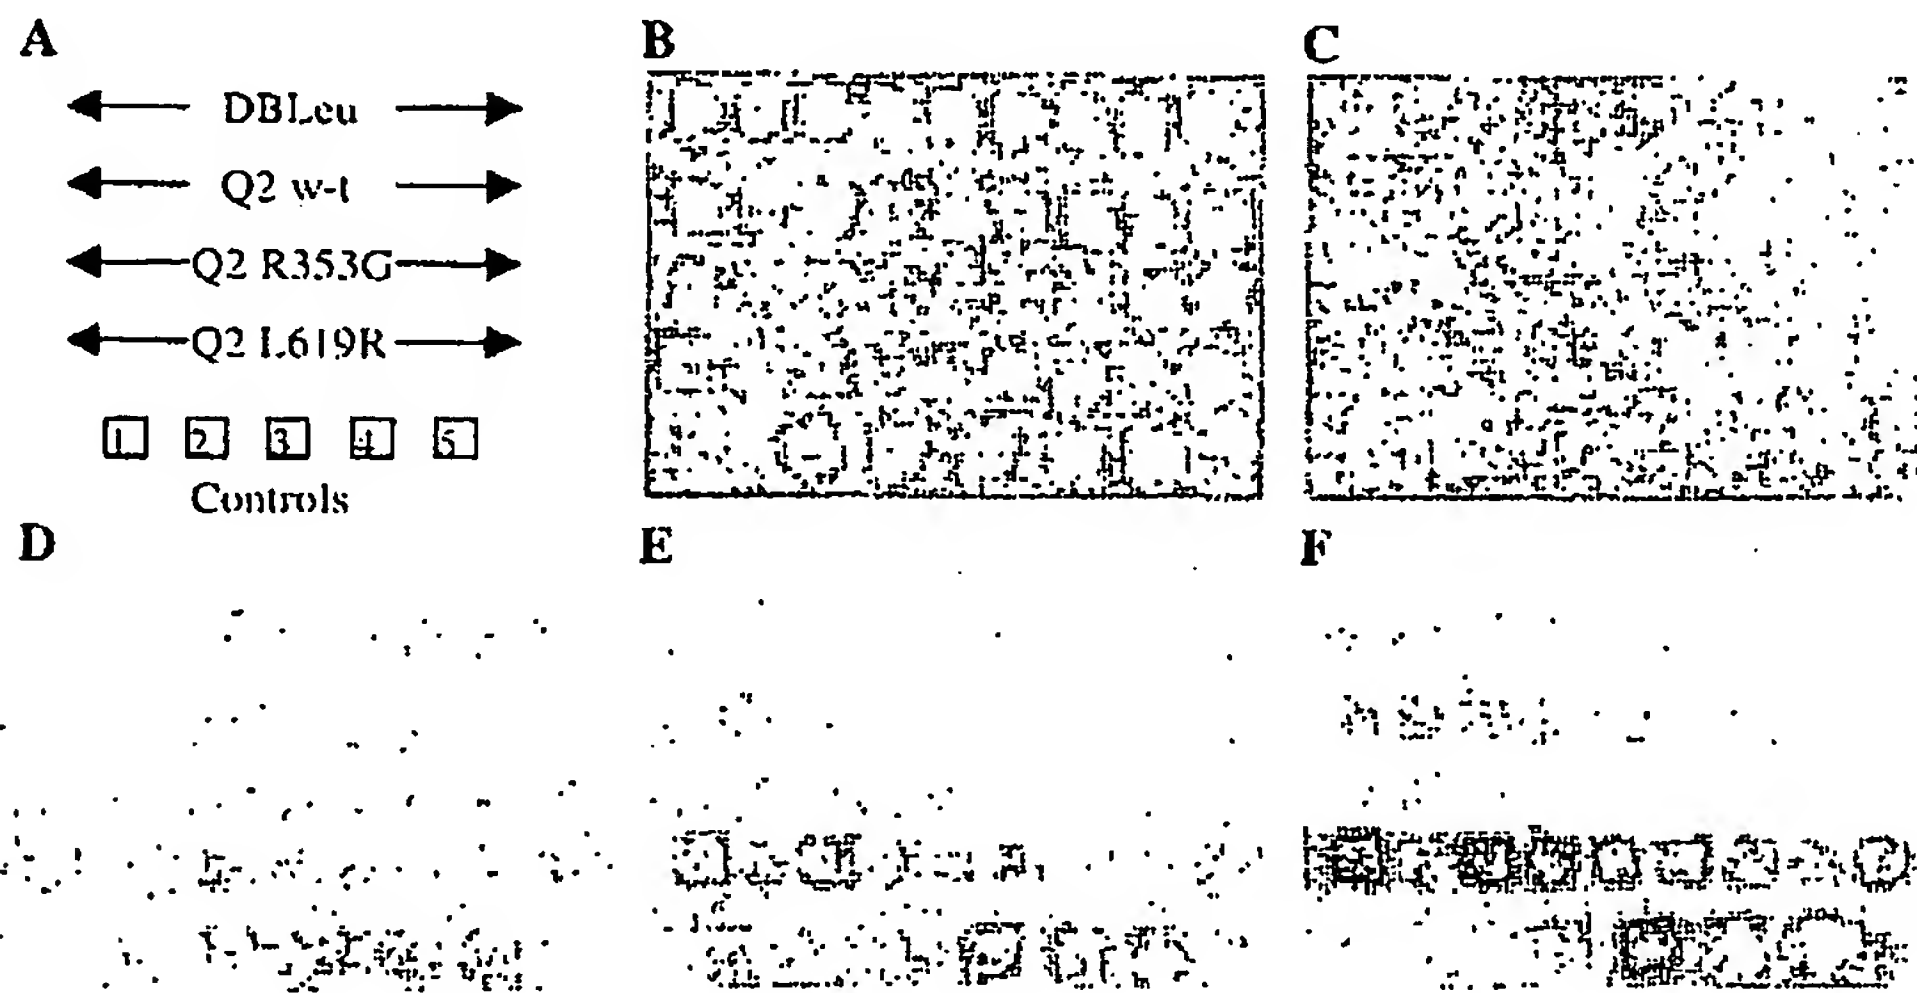 A
B
C
DBLeu
Q2 w-t
Q2 R353G
Q2 L619R
1 2 3 4 5
Controls
D
E
F